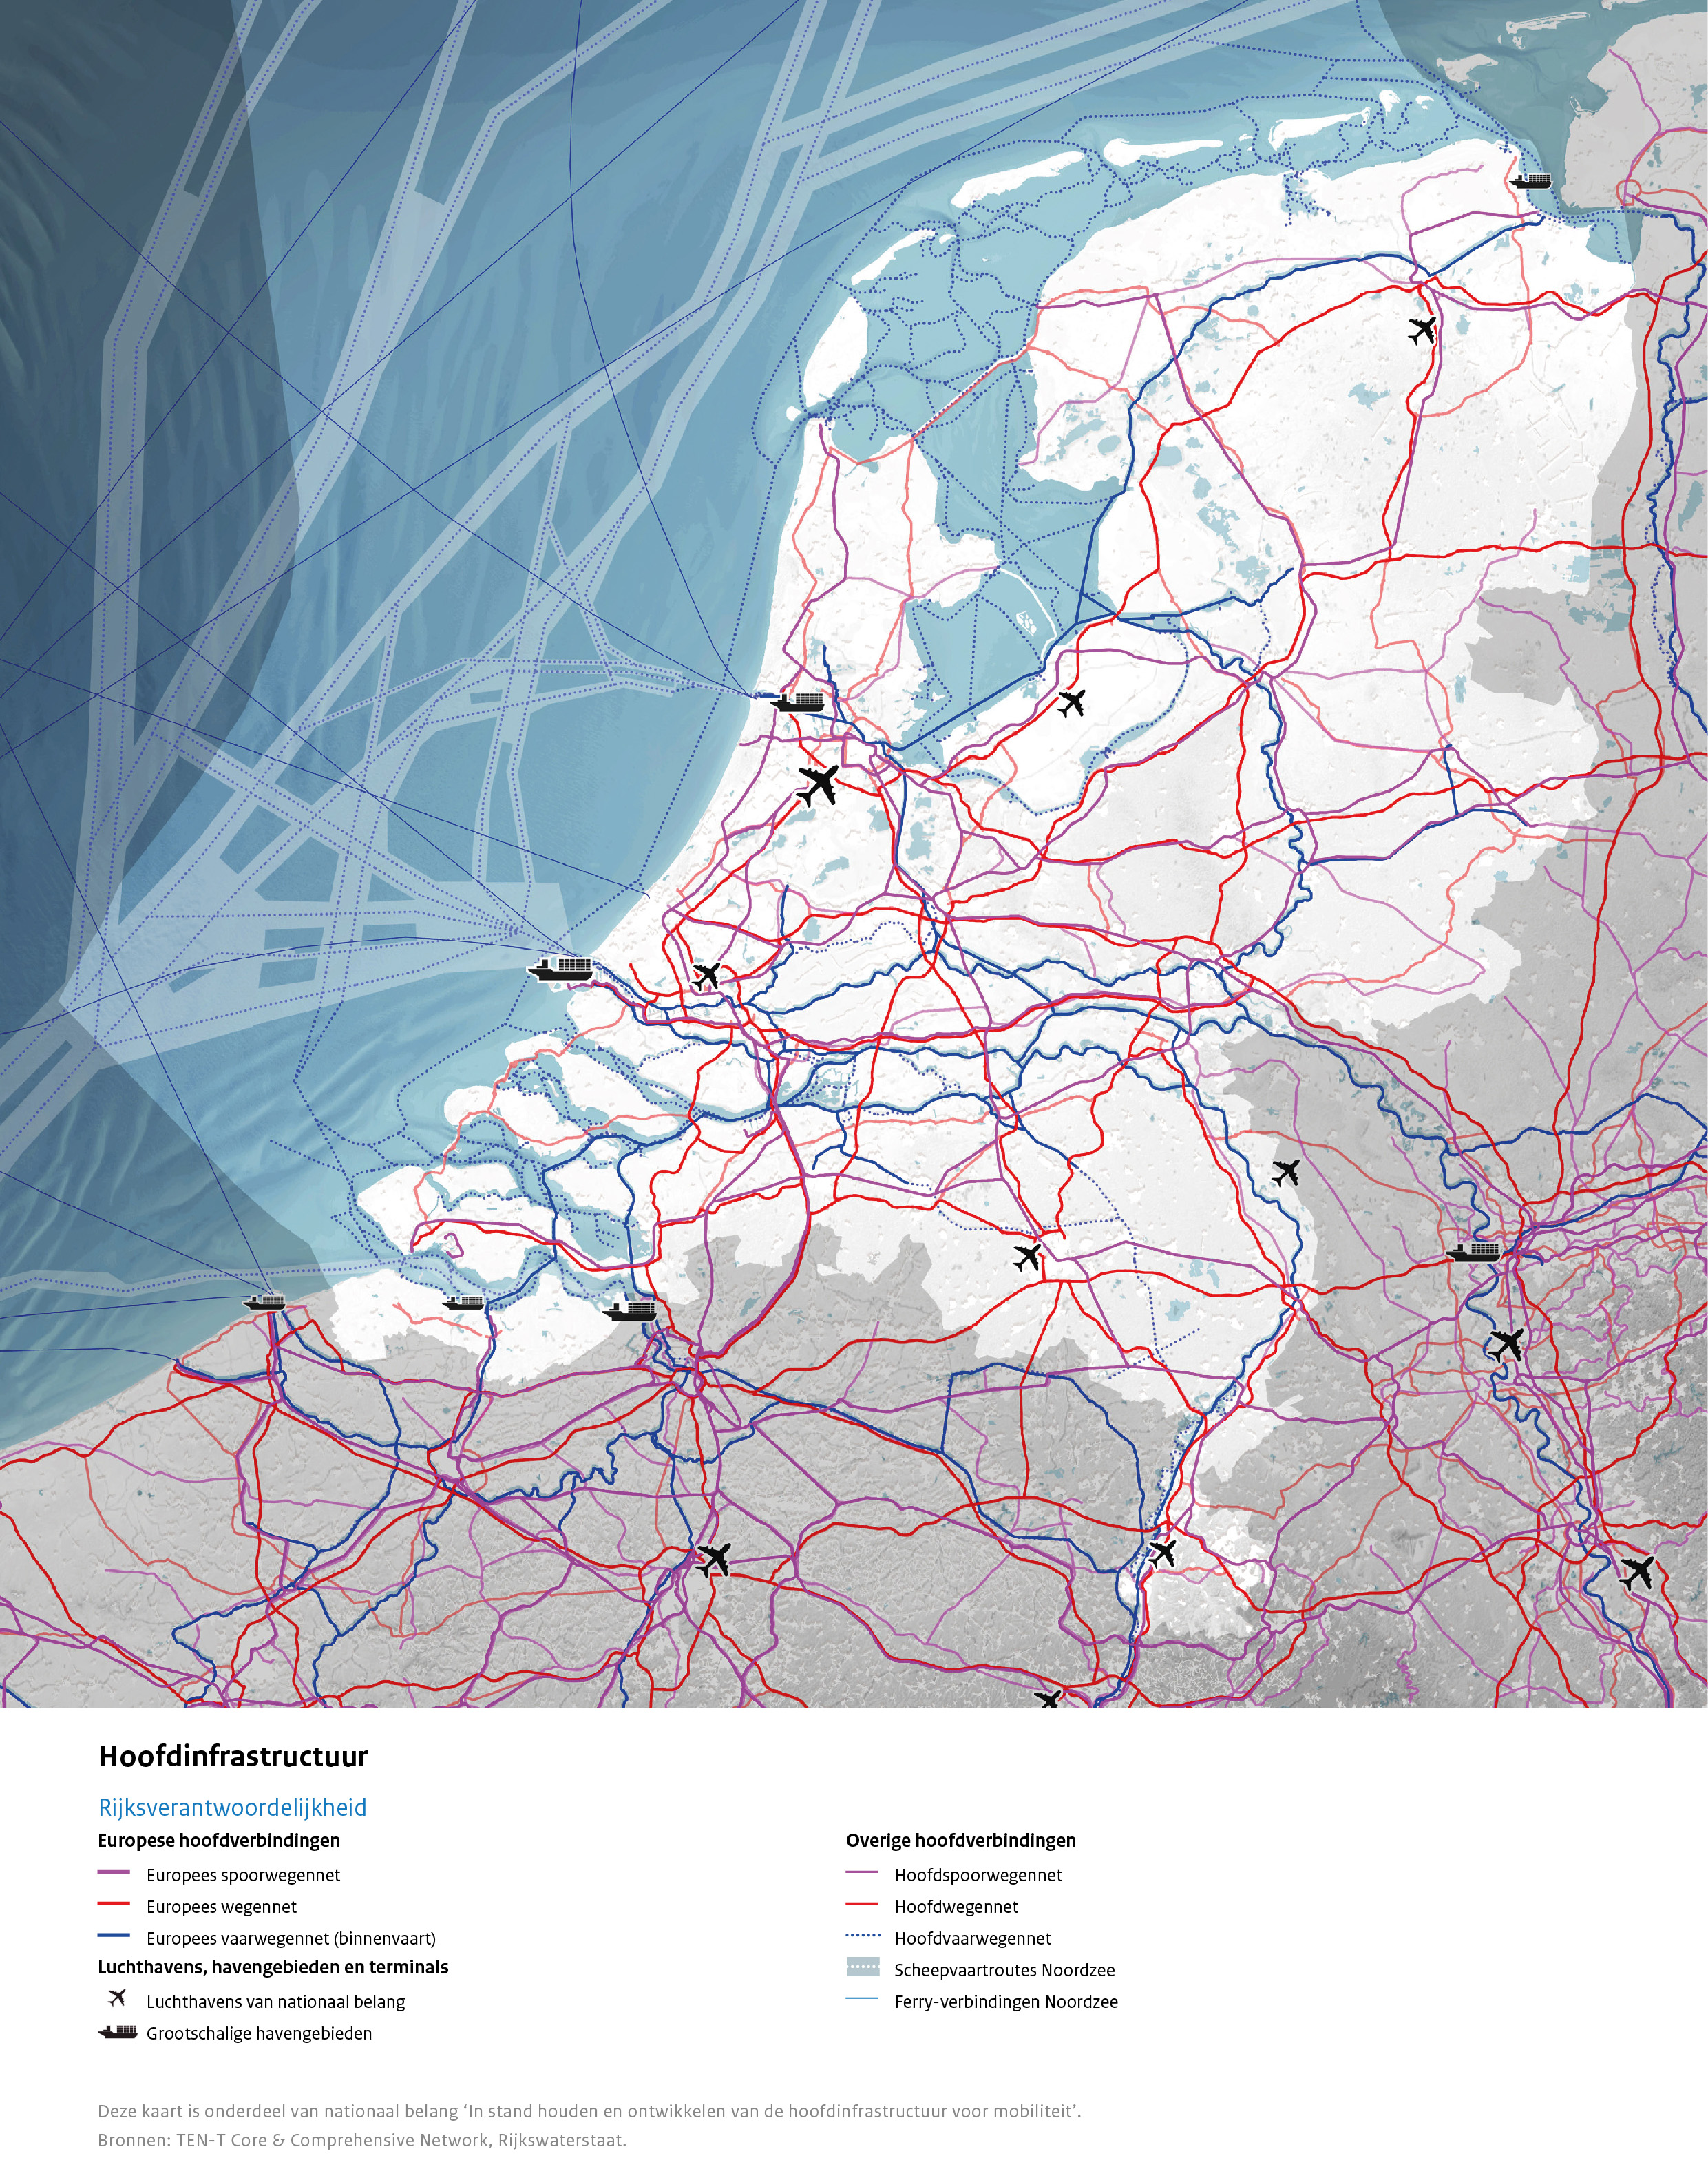 Hoofdinfrastructuur
Rijksverantwoordelijkheid
Europese hoofdverbindingen
Europees spoorwegennet
Europees wegennet
Europees vaarwegennet (binnenvaart)
Luchthavens, havengebieden en terminals
Luchthavens van nationaal belang
Grootschalige havengebieden
Overige hoofdverbindingen
Hoofdspoorwegennet
Hoofdwegennet
Hoofdvaarwegennet
Scheepvaartroutes Noordzee
Ferry-verbindingen Noordzee
Deze kaart is onderdeel van nationaal belang ‘In stand houden en ontwikkelen van de hoofdinfrastructuur voor mobiliteit’.
Bronnen: TEN-T Core & Comprehensive Network, Rijkswaterstaat.